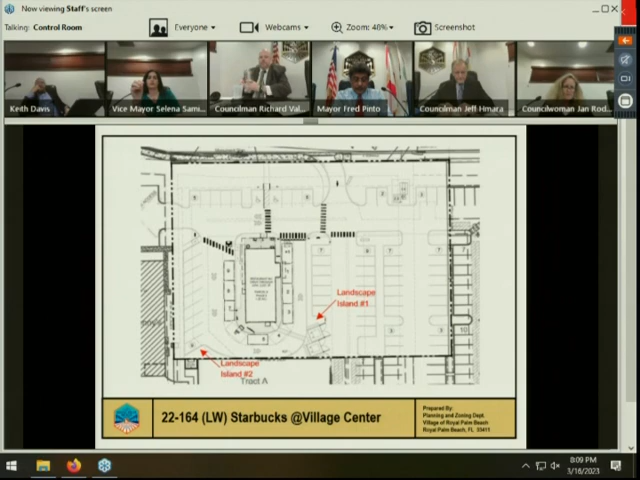 Now viewing Staff's screen
Talking: Control Room
Everyone
Webcams
Zoom: 40%
Screenshot
Keith Davis
Vice Mayor Selena Sami...
Councilman Richard Val...
Mayor Fred Pinto
Councilman Jeff Hmara
Councilwoman Jan Rod...
Landscape
Island #1
Landscape
Island #2
Tract A
22-164 (LW) Starbucks @Village Center
Prepared By:
Planning and Zoning Dept.
Village of Royal Palm Beach
Royal Palm Beach, FL 33411
8:09 PM
3/16/2023